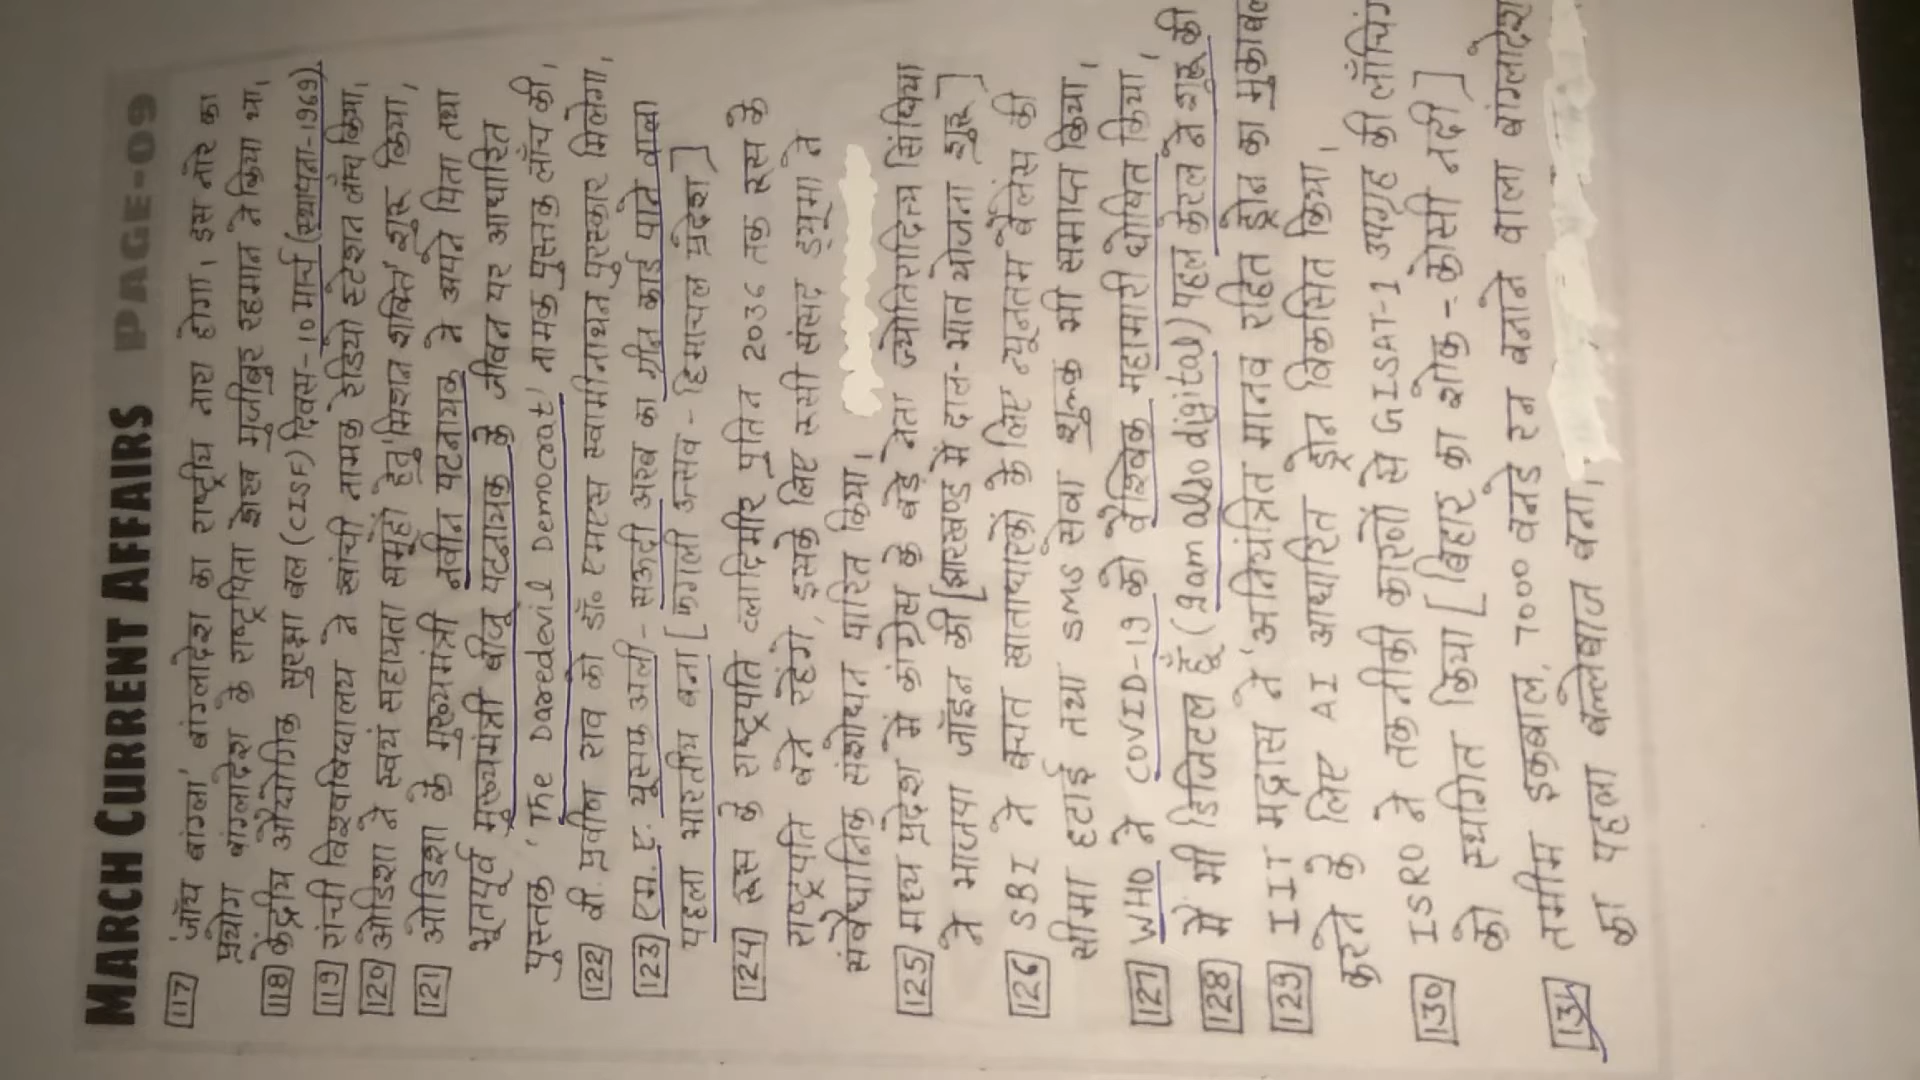 MARCH CURRENT AFFAIRS PAGE-09
117 'जॉय बांग्ला' बांग्लादेश का राष्ट्रीय नारा होगा। इस नारे का
प्रयोग बांग्लादेश के राष्ट्रपिता शेख मुजीबुर रहमान ने किया था।
118 केंद्रीय औद्योगिक सुरक्षा बल (CISF) दिवस-10 मार्च (स्थापना-1969)
119 रांची विश्वविद्यालय ने खांची नामक रेडियो स्टेशन लाँच किया।
120 ओडिशा ने स्वयं सहायता समूहों हेतु 'मिशन शक्ति' शुरू किया।
121 ओडिशा के मुख्यमंत्री नवीन पटनायक ने अपने पिता तथा
भूतपूर्व मुख्यमंत्री बीजू पटनायक के जीवन पर आधारित
पुस्तक 'The Daredevil Democrat' नामक पुस्तक लाँच की।
122 वी. प्रवीण राव को डॉ॰ एमएस स्वामीनाथन पुरस्कार मिलेगा।
123 एम. ए. यूसुफ अली - सऊदी अरब का ग्रीन कार्ड पाने वाला
पहला भारतीय बना [फगली उत्सव - हिमाचल प्रदेश]
124 रूस के राष्ट्रपति व्लादिमीर पुतिन 2036 तक रूस के
राष्ट्रपति बने रहेंगे, इसके लिए रूसी संसद ड्यूमा ने
संवैधानिक संशोधन पारित किया।
125 मध्य प्रदेश में कांग्रेस के बड़े नेता ज्योतिरादित्य सिंधिया
ने भाजपा जॉइन की [झारखण्ड में दाल-भात योजना शुरू]
126 SBI ने बचत खाताधारकों के लिए न्यूनतम बैलेंस की
सीमा हटाई तथा SMS सेवा शुल्क भी समाप्त किया।
127 WHO ने COVID-19 को वैश्विक महामारी घोषित किया।
128 मैं भी डिजिटल हूँ (I am also digital) पहल केरल ने शुरू की
129 IIT मद्रास ने 'अनियंत्रित मानव रहित ड्रोन का मुकाबला
करने के लिए AI आधारित ड्रोन विकसित किया।
130 ISRO ने तकनीकी कारणों से GISAT-1 उपग्रह की लाँचिंग
को स्थगित किया [बिहार का शोक - कोसी नदी]
131 तमीम इकबाल, 7000 वनडे रन बनाने वाला बांग्लादेश
का पहला बल्लेबाज बना।